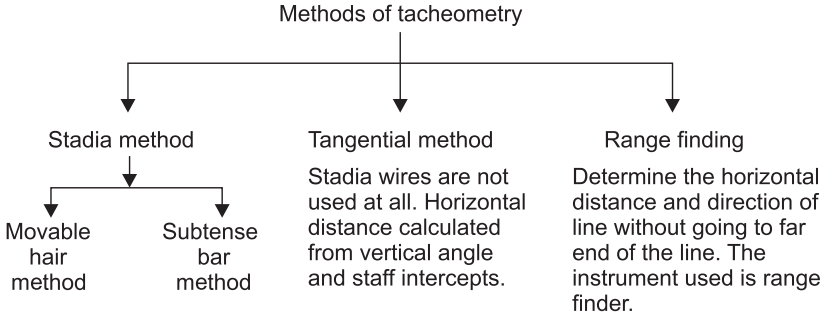 Methods of tacheometry
Stadia method
Movable
hair
method
Subtense
bar
method
Tangential method
Stadia wires are not
used at all. Horizontal
distance calculated
from vertical angle
and staff intercepts.
Range finding
Determine the horizontal
distance and direction of
line without going to far
end of the line. The
instrument used is range
finder.